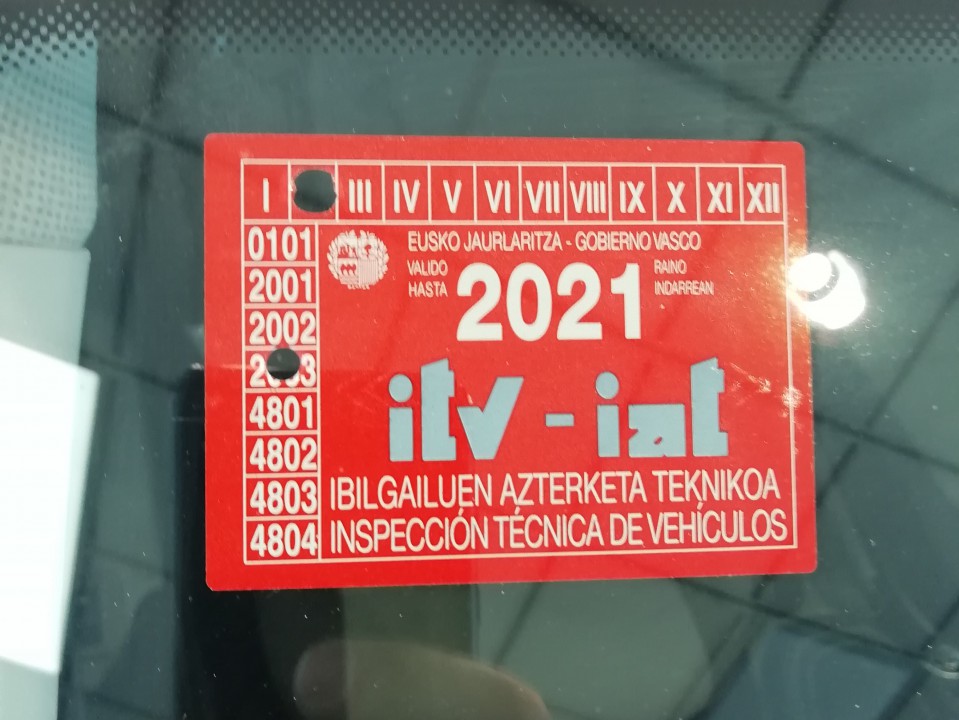 I III IV V VI VII VIII IX X XI XII
0101
2001
2002
4801
4802
4803
4804
EUSKO JAURLARITZA - GOBIERNO VASCO
VALIDO HASTA
2021
RAINO INDARREAN
itv - iat
IBILGAILUEN AZTERKETA TEKNIKOA
INSPECCIÓN TÉCNICA DE VEHÍCULOS